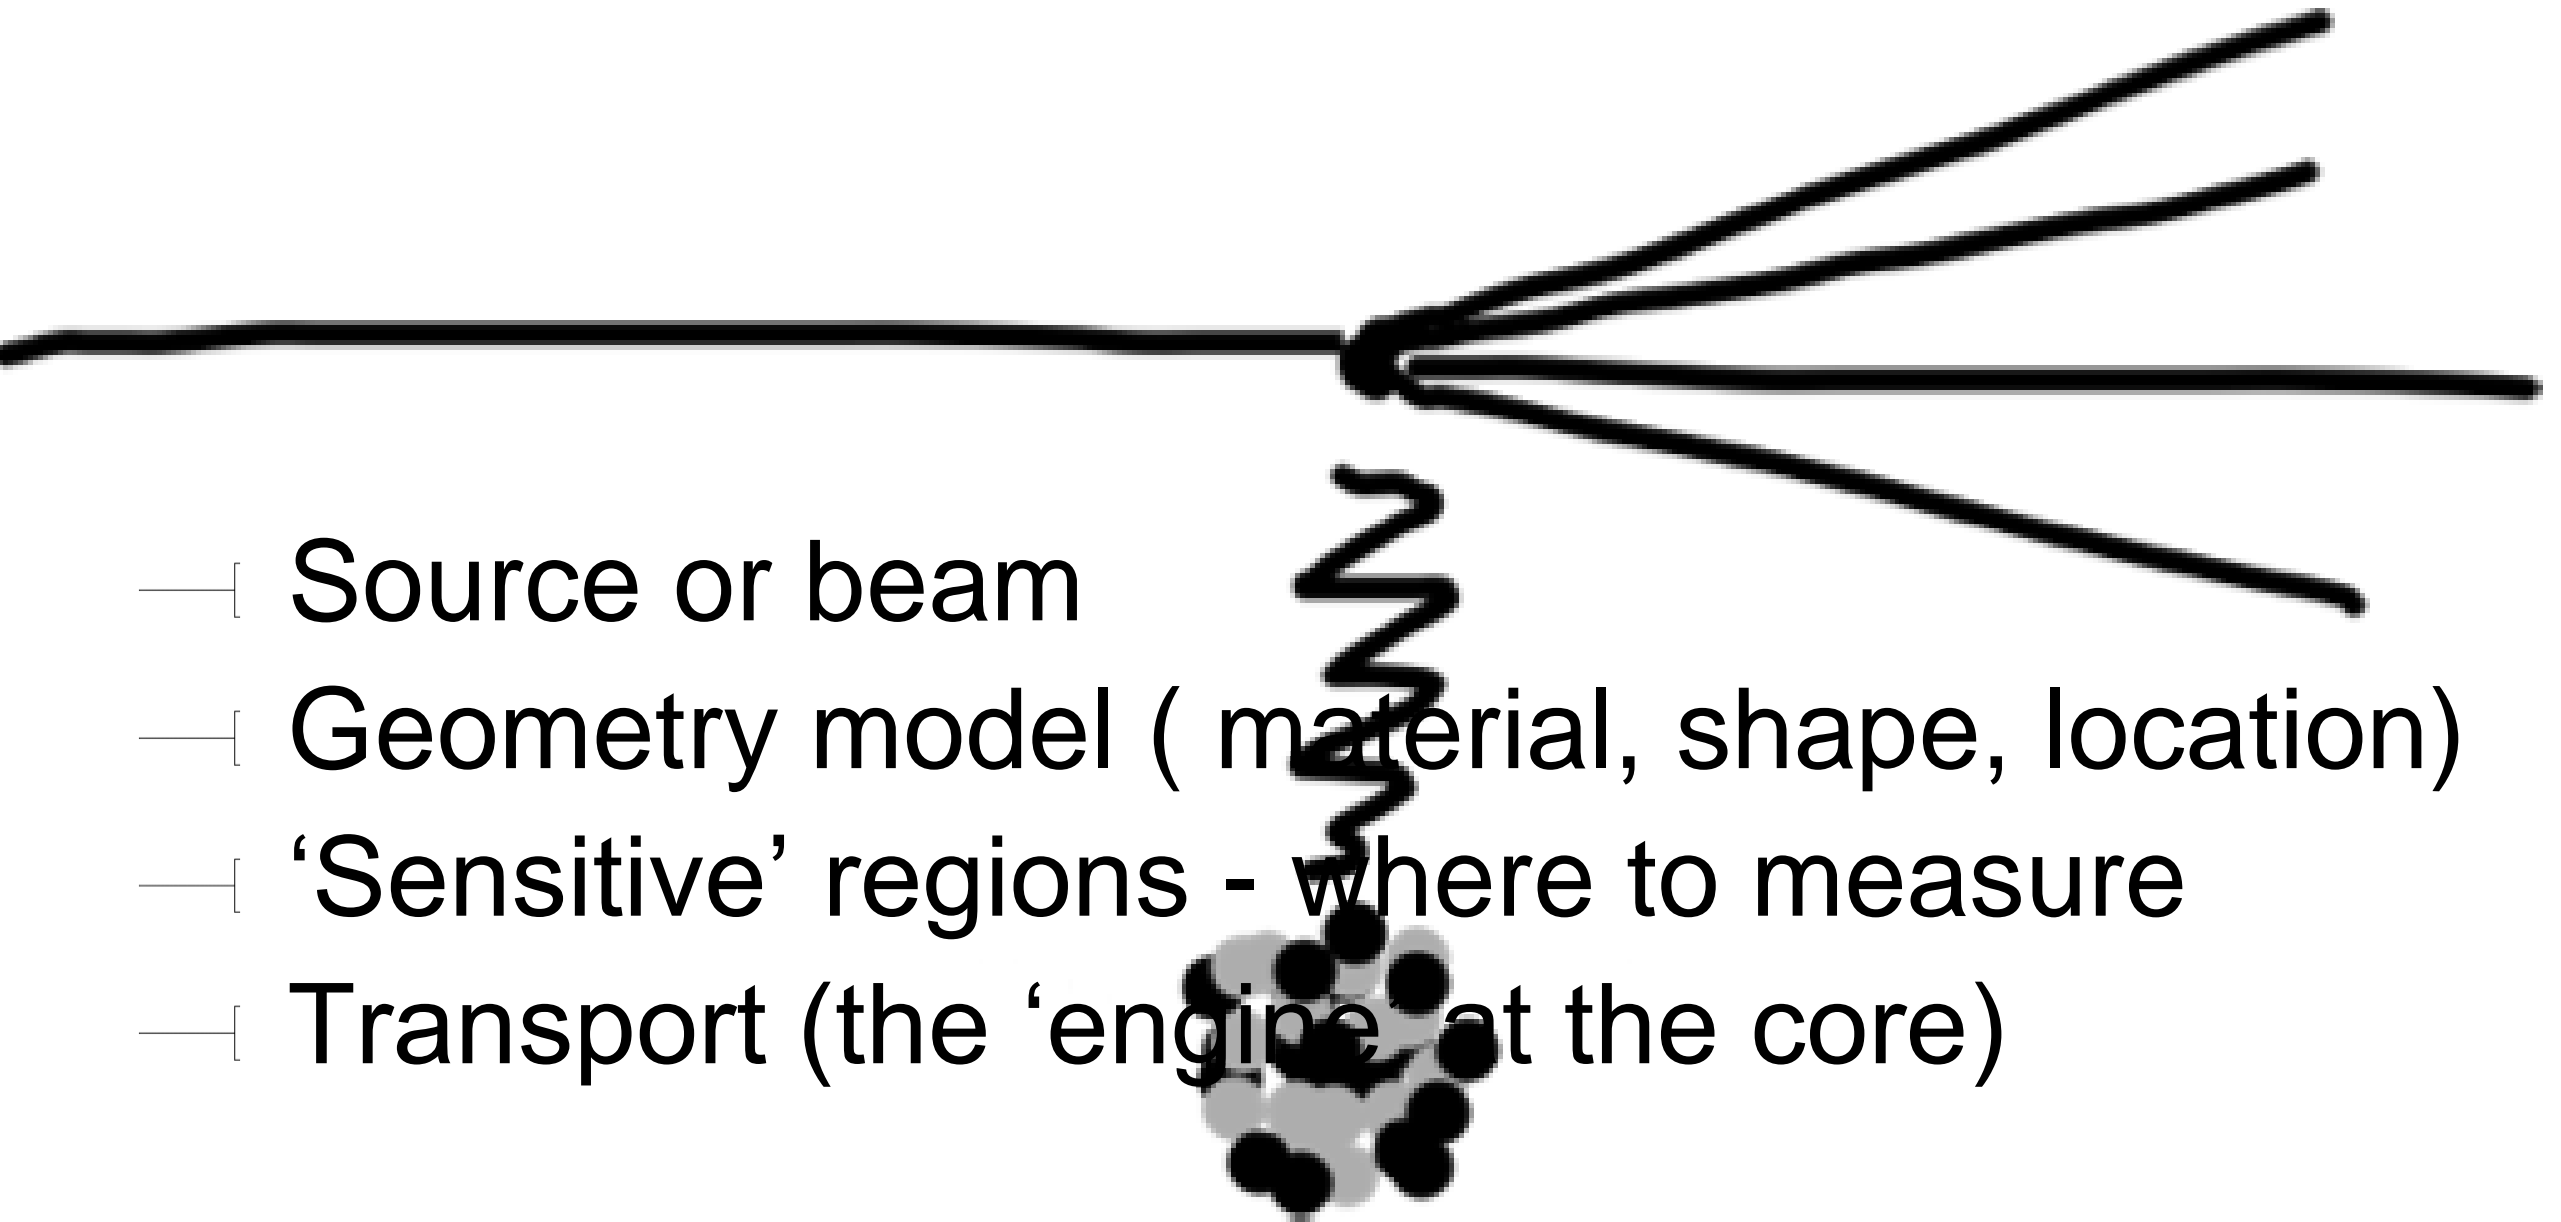 Source or beam
Geometry model ( material, shape, location)
‘Sensitive’ regions - where to measure
Transport (the ‘engine’ at the core)